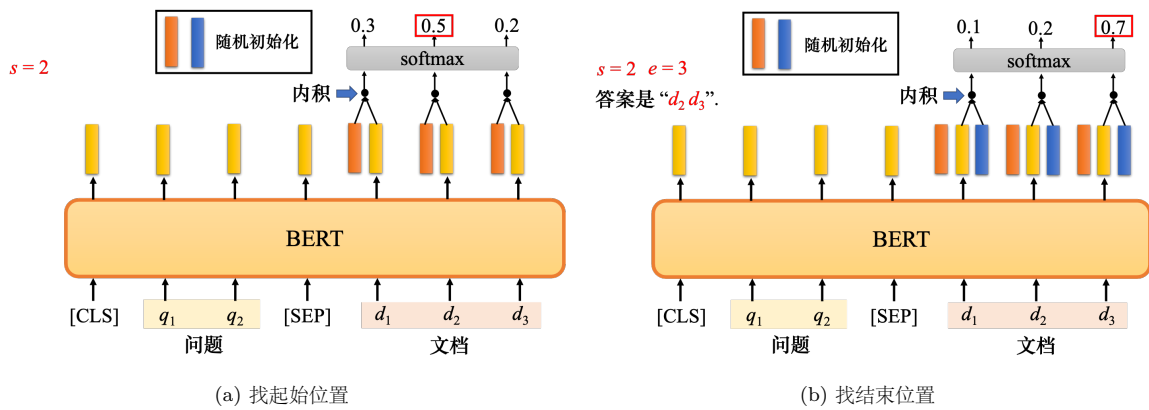 随机初始化
0.3 0.5 0.2
softmax
s = 2
内积
BERT
[CLS] q1 q2 [SEP] d1 d2 d3
问题 文档
(a) 找起始位置
随机初始化
0.1 0.2 0.7
softmax
s = 2 e = 3
答案是 “d2 d3”.
内积
BERT
[CLS] q1 q2 [SEP] d1 d2 d3
问题 文档
(b) 找结束位置